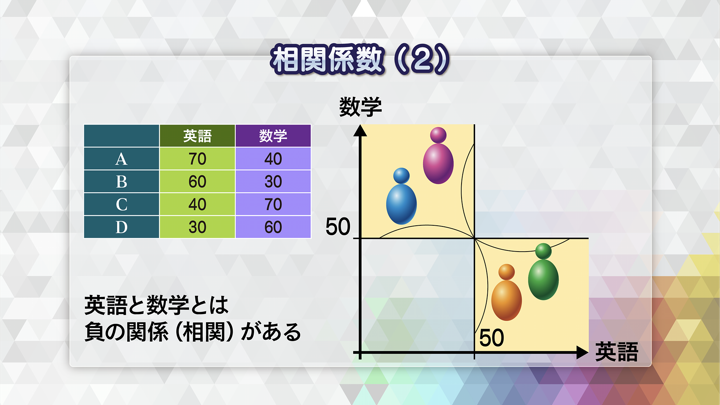 相関係数（２）
英語 数学
A 70 40
B 60 30
C 40 70
D 30 60
英語と数学とは
負の関係（相関）がある
数学
50
50
英語